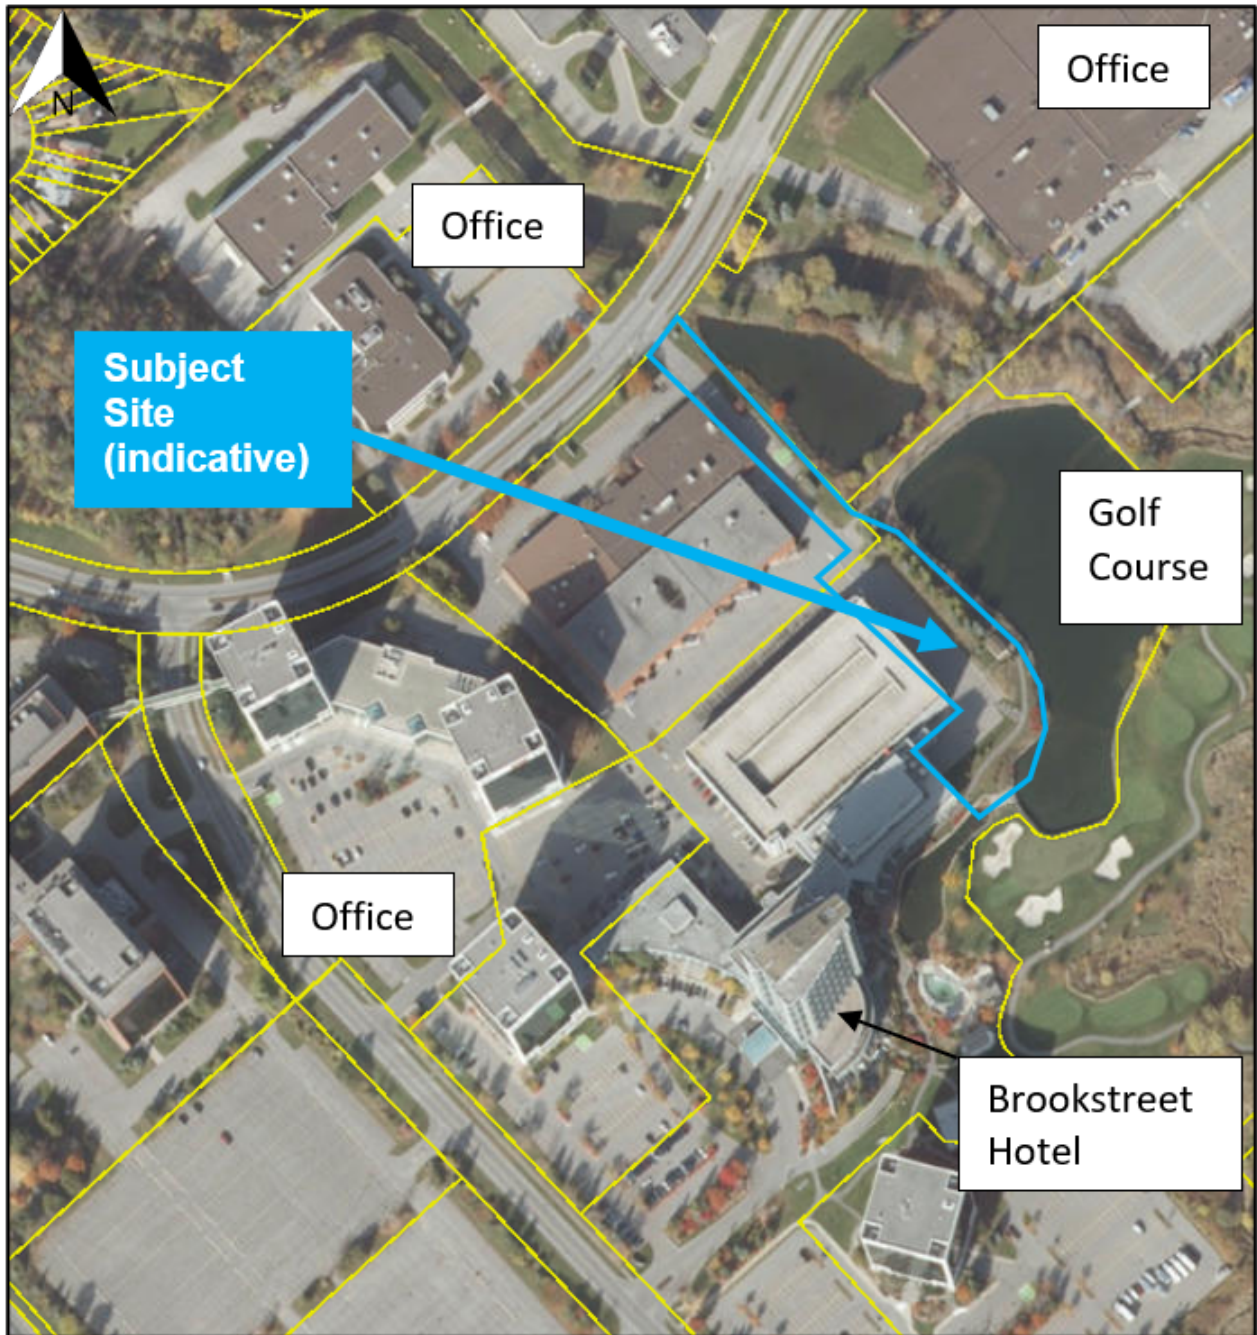 N
Office
Office
Subject
Site
(indicative)
Golf
Course
Office
Brookstreet
Hotel